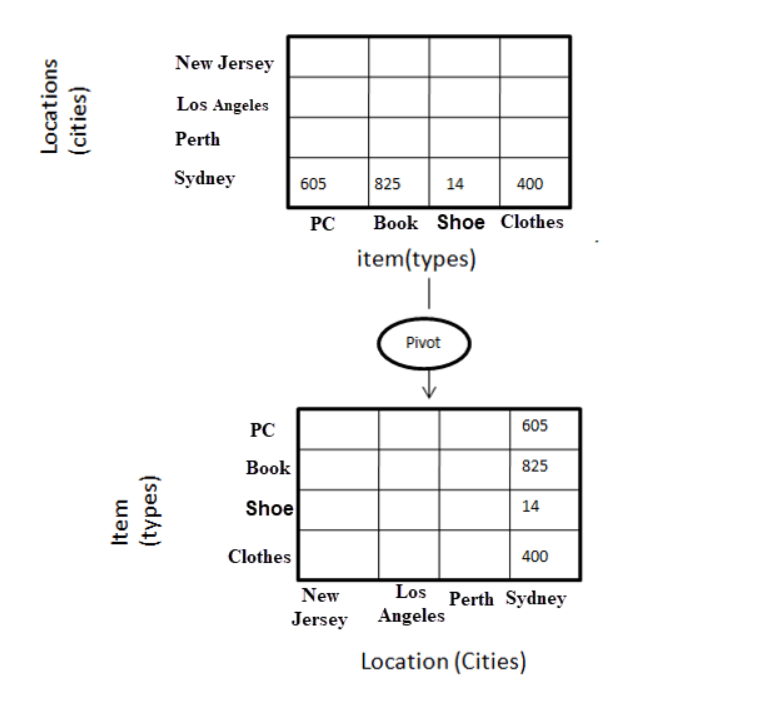 Locations
(cities)
New Jersey
Los Angeles
Perth
Sydney 605 825 14 400
PC Book Shoe Clothes
item(types)
Pivot
Item
(types)
PC 605
Book 825
Shoe 14
Clothes 400
New Los Perth Sydney
Jersey Angeles
Location (Cities)